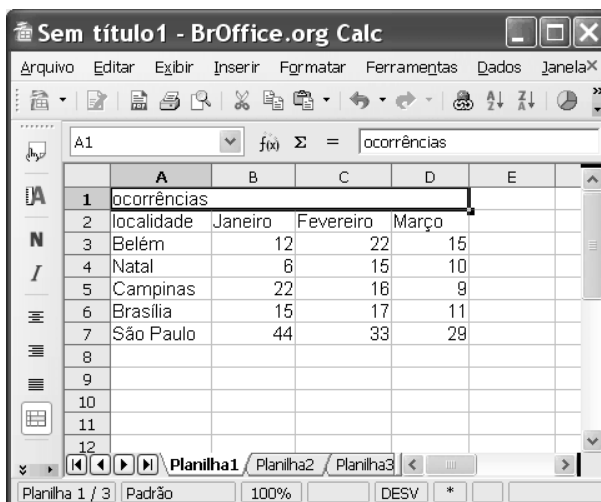 Sem título1 - BrOffice.org Calc
Arquivo Editar Exibir Inserir Formatar Ferramentas Dados Janela
A1 f(x) Σ = ocorrências
A B C D E
1 ocorrências
2 localidade Janeiro Fevereiro Março
3 Belém 12 22 15
4 Natal 6 15 10
5 Campinas 22 16 9
6 Brasília 15 17 11
7 São Paulo 44 33 29
8
9
10
11
12
Planilha1 Planilha2 Planilha3
Planilha 1 / 3 Padrão 100% DESV *